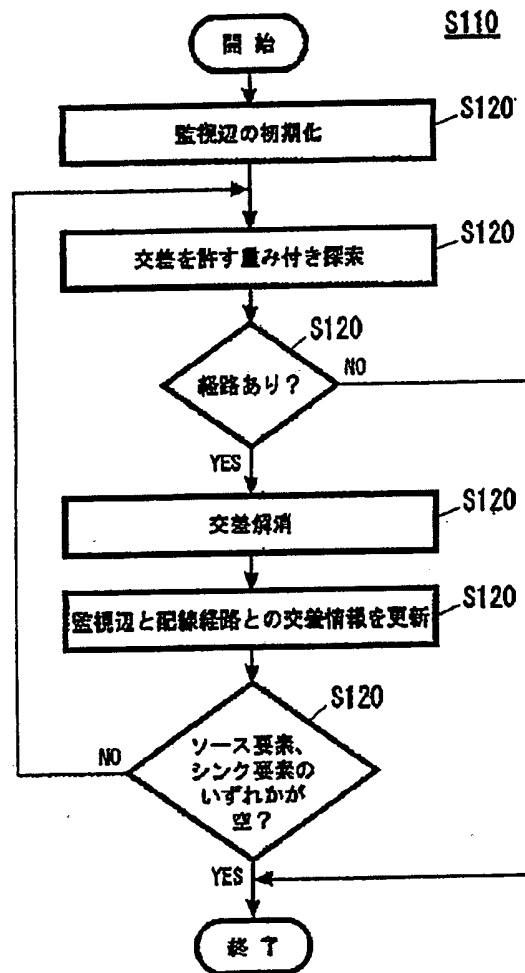 S110
開始
S120
監視辺の初期化
S120
交差を許す重み付き探索
S120
経路あり?
NO
YES
S120
交差解消
S120
監視辺と配線経路との交差情報を更新
S120
ソース要素、
シンク要素の
いずれかが
空?
NO
YES
終了